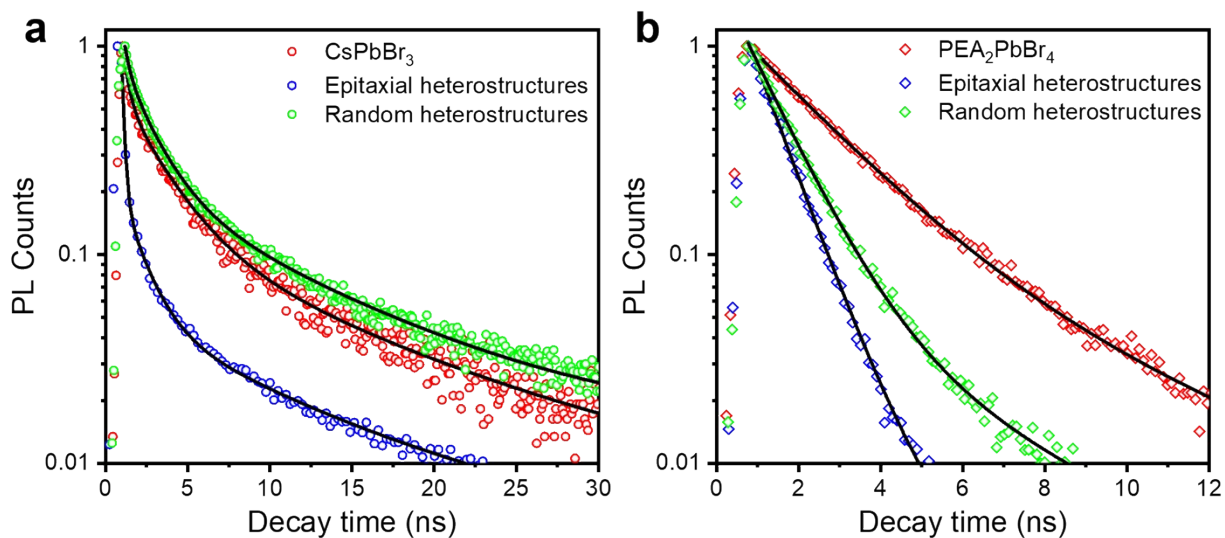 a
CsPbBr3
Epitaxial heterostructures
Random heterostructures
PL Counts
1
0.1
0.01
0 5 10 15 20 25 30
Decay time (ns)
b
PEA2PbBr4
Epitaxial heterostructures
Random heterostructures
PL Counts
1
0.1
0.01
0 2 4 6 8 10 12
Decay time (ns)